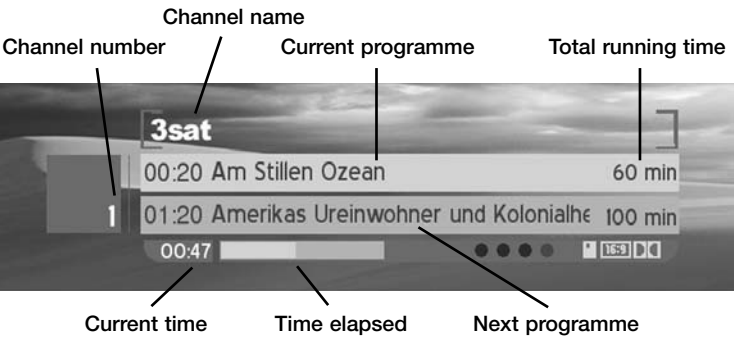 Channel name
Channel number
Current programme
Total running time
3sat
00:20 Am Stillen Ozean 60 min
1
01:20 Amerikas Ureinwohner und Kolonialhe 100 min
00:47
16:9
Current time
Time elapsed
Next programme